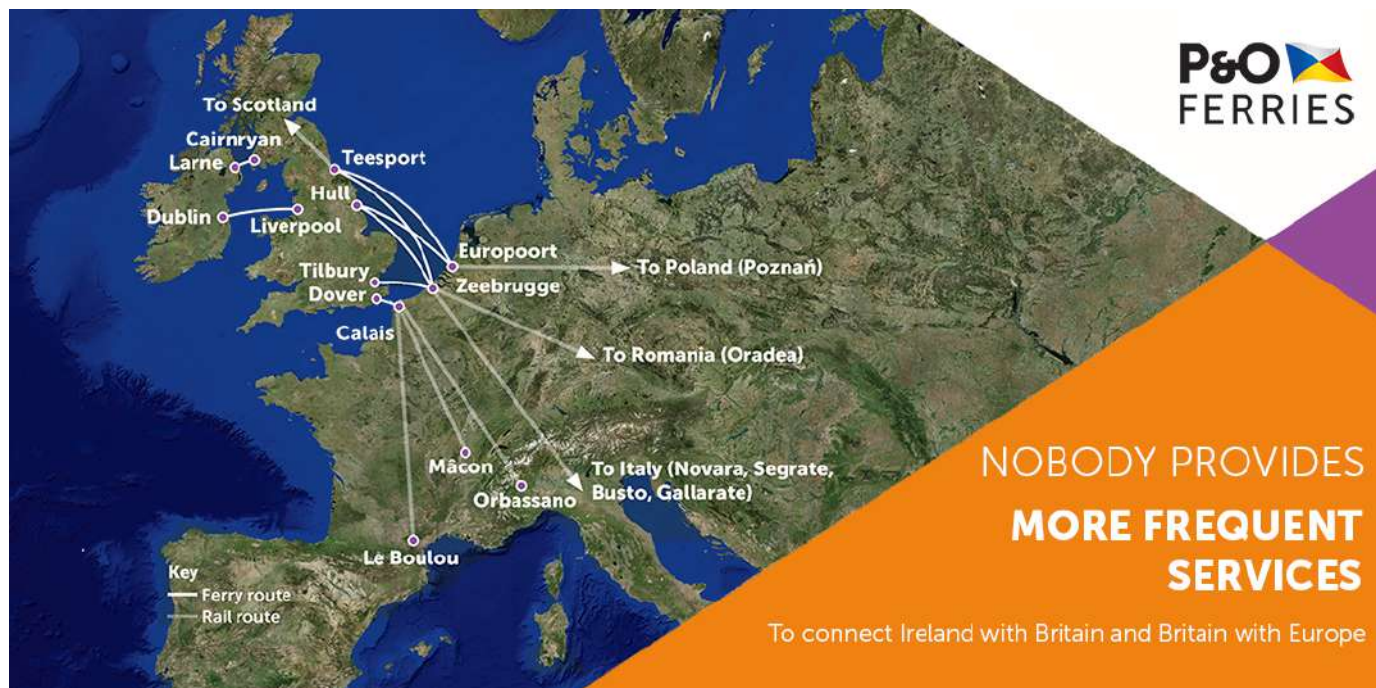 P&O
FERRIES
To Scotland
Cairnryan
Larne
Teesport
Hull
Dublin
Liverpool
Europoort
To Poland (Poznań)
Tilbury
Zeebrugge
Dover
Calais
To Romania (Oradea)
Mâcon
To Italy (Novara, Segrate,
Busto, Gallarate)
Orbassano
Le Boulou
Key
Ferry route
Rail route
NOBODY PROVIDES
MORE FREQUENT
SERVICES
To connect Ireland with Britain and Britain with Europe